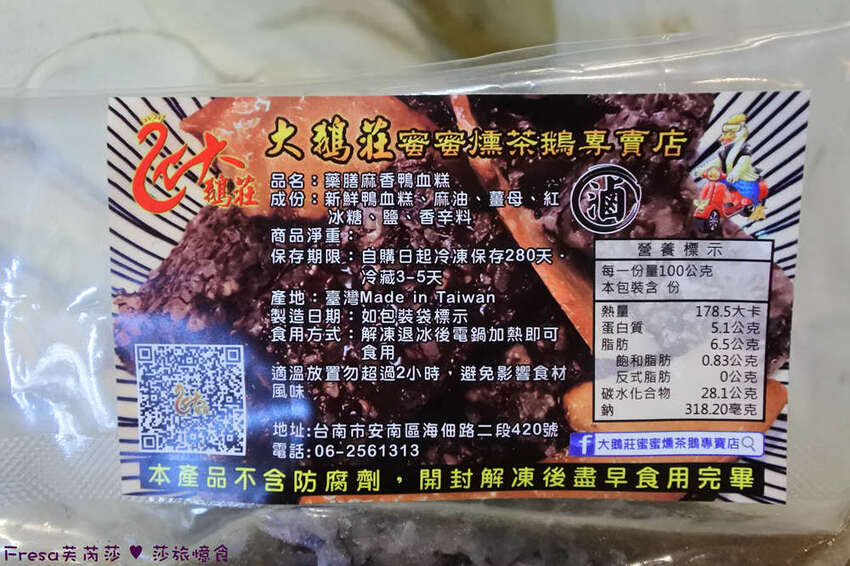 大鵝莊
大鵝莊蜜蜜燻茶鵝專賣店
品名：藥膳麻香鴨血糕
成份：新鮮鴨血糕、麻油、薑母、紅
冰糖、鹽、香辛料
滷
商品淨重：
保存期限：自購日起冷凍保存280天，
冷藏3-5天
產地：臺灣Made in Taiwan
製造日期：如包裝袋標示
食用方式：解凍退冰後電鍋加熱即可
食用
適溫放置勿超過2小時，避免影響食材
風味
地址:台南市安南區海佃路二段420號
電話:06-2561313
營養標示
每一份量100公克
本包裝含 份
熱量 178.5大卡
蛋白質 5.1公克
脂肪 6.5公克
飽和脂肪 0.83公克
反式脂肪 0公克
碳水化合物 28.1公克
鈉 318.20毫克
f 大鵝莊蜜蜜燻茶鵝專賣店
本產品不含防腐劑，開封解凍後盡早食用完畢
Fresa芙芮莎 ♥ 莎旅憶食